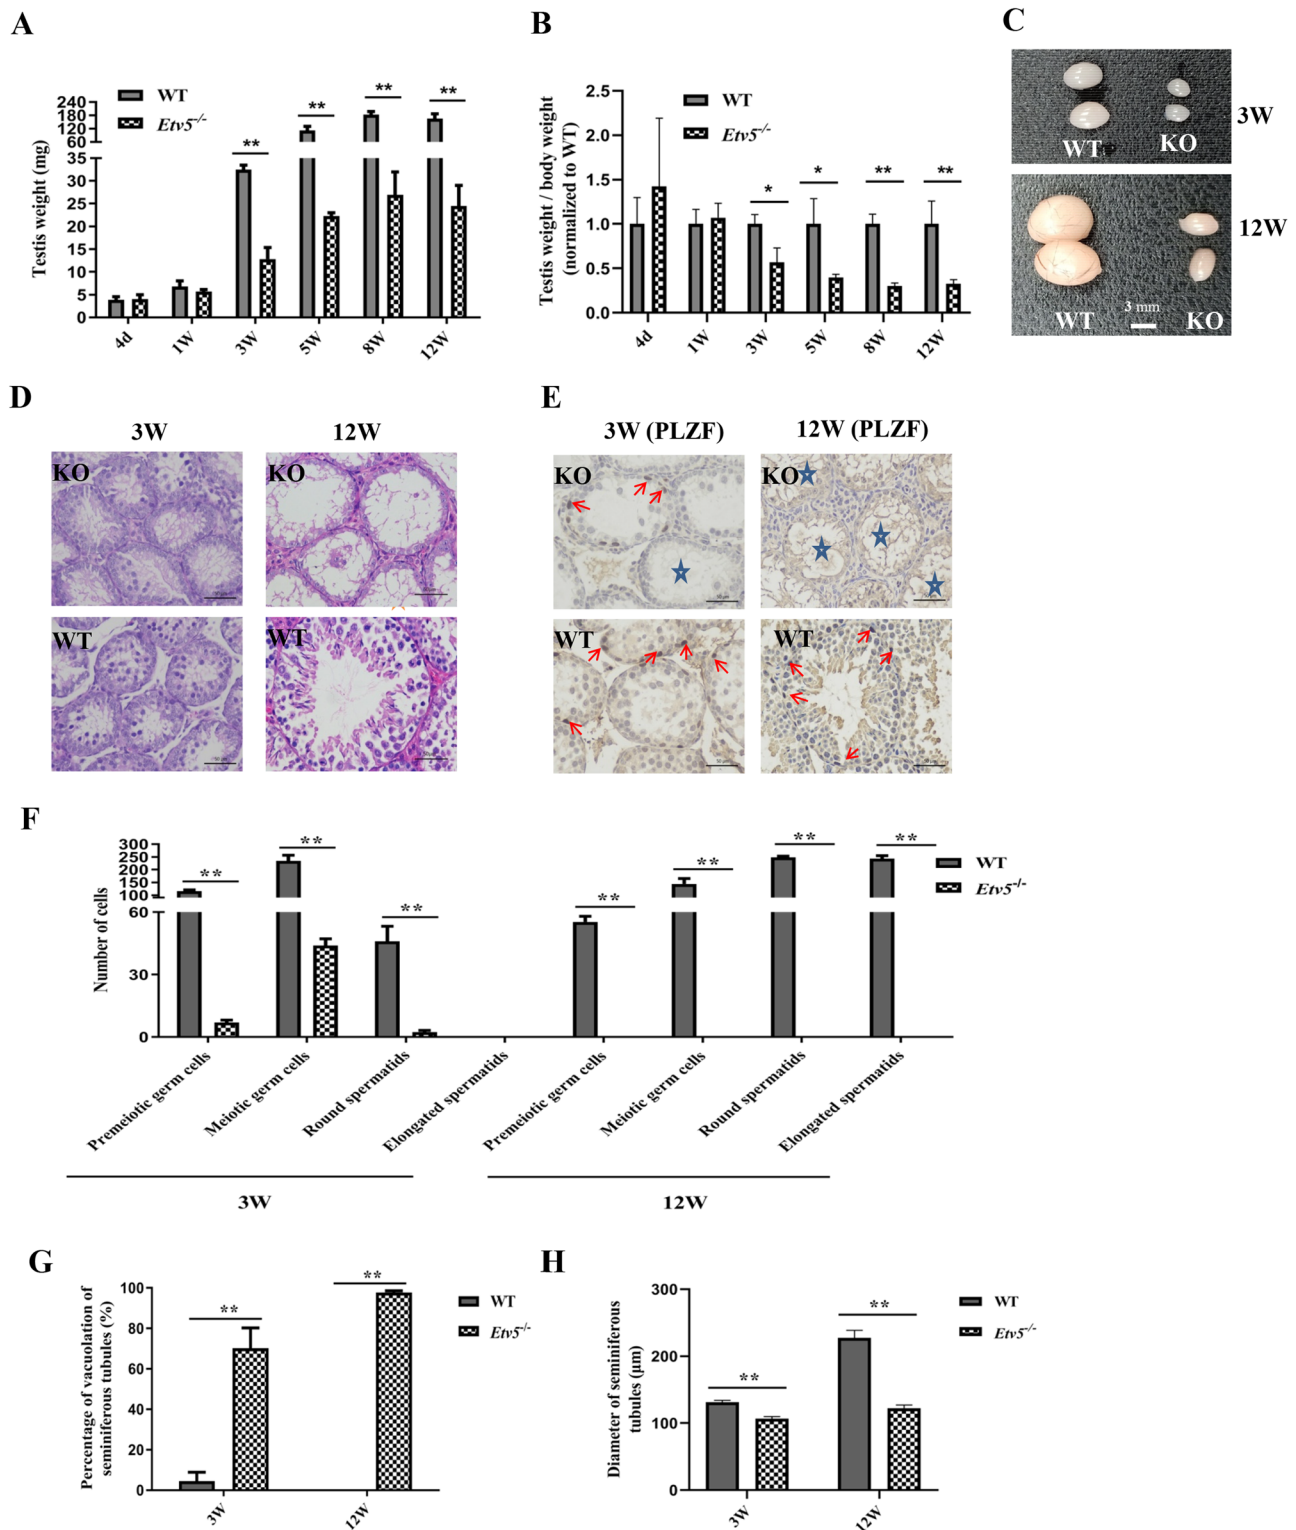 A
WT
Etv5-/-
Testis weight (mg)
240
180
120
60
35
30
25
20
15
10
5
0
**
**
**
**
4d
1W
3W
5W
8W
12W
B
WT
Etv5-/-
Testis weight / body weight
(normalized to WT)
2.5
2.0
1.5
1.0
0.5
0.0
*
*
**
**
4d
1W
3W
5W
8W
12W
C
WT
KO
3W
12W
3 mm
WT
KO
D
3W
12W
KO
KO
WT
WT
E
3W (PLZF)
12W (PLZF)
KO
KO
WT
WT
F
Number of cells
300
250
200
150
100
60
30
0
**
**
**
**
**
**
**
WT
Etv5-/-
Premeiotic germ cells
Meiotic germ cells
Round spermatids
Elongated spermatids
Premeiotic germ cells
Meiotic germ cells
Round spermatids
Elongated spermatids
3W
12W
G
Percentage of vacuolation of
seminiferous tubules (%)
100
80
60
40
20
0
**
**
WT
Etv5-/-
3W
12W
H
Diameter of seminiferous
tubules (μm)
300
200
100
0
**
**
WT
Etv5-/-
3W
12W